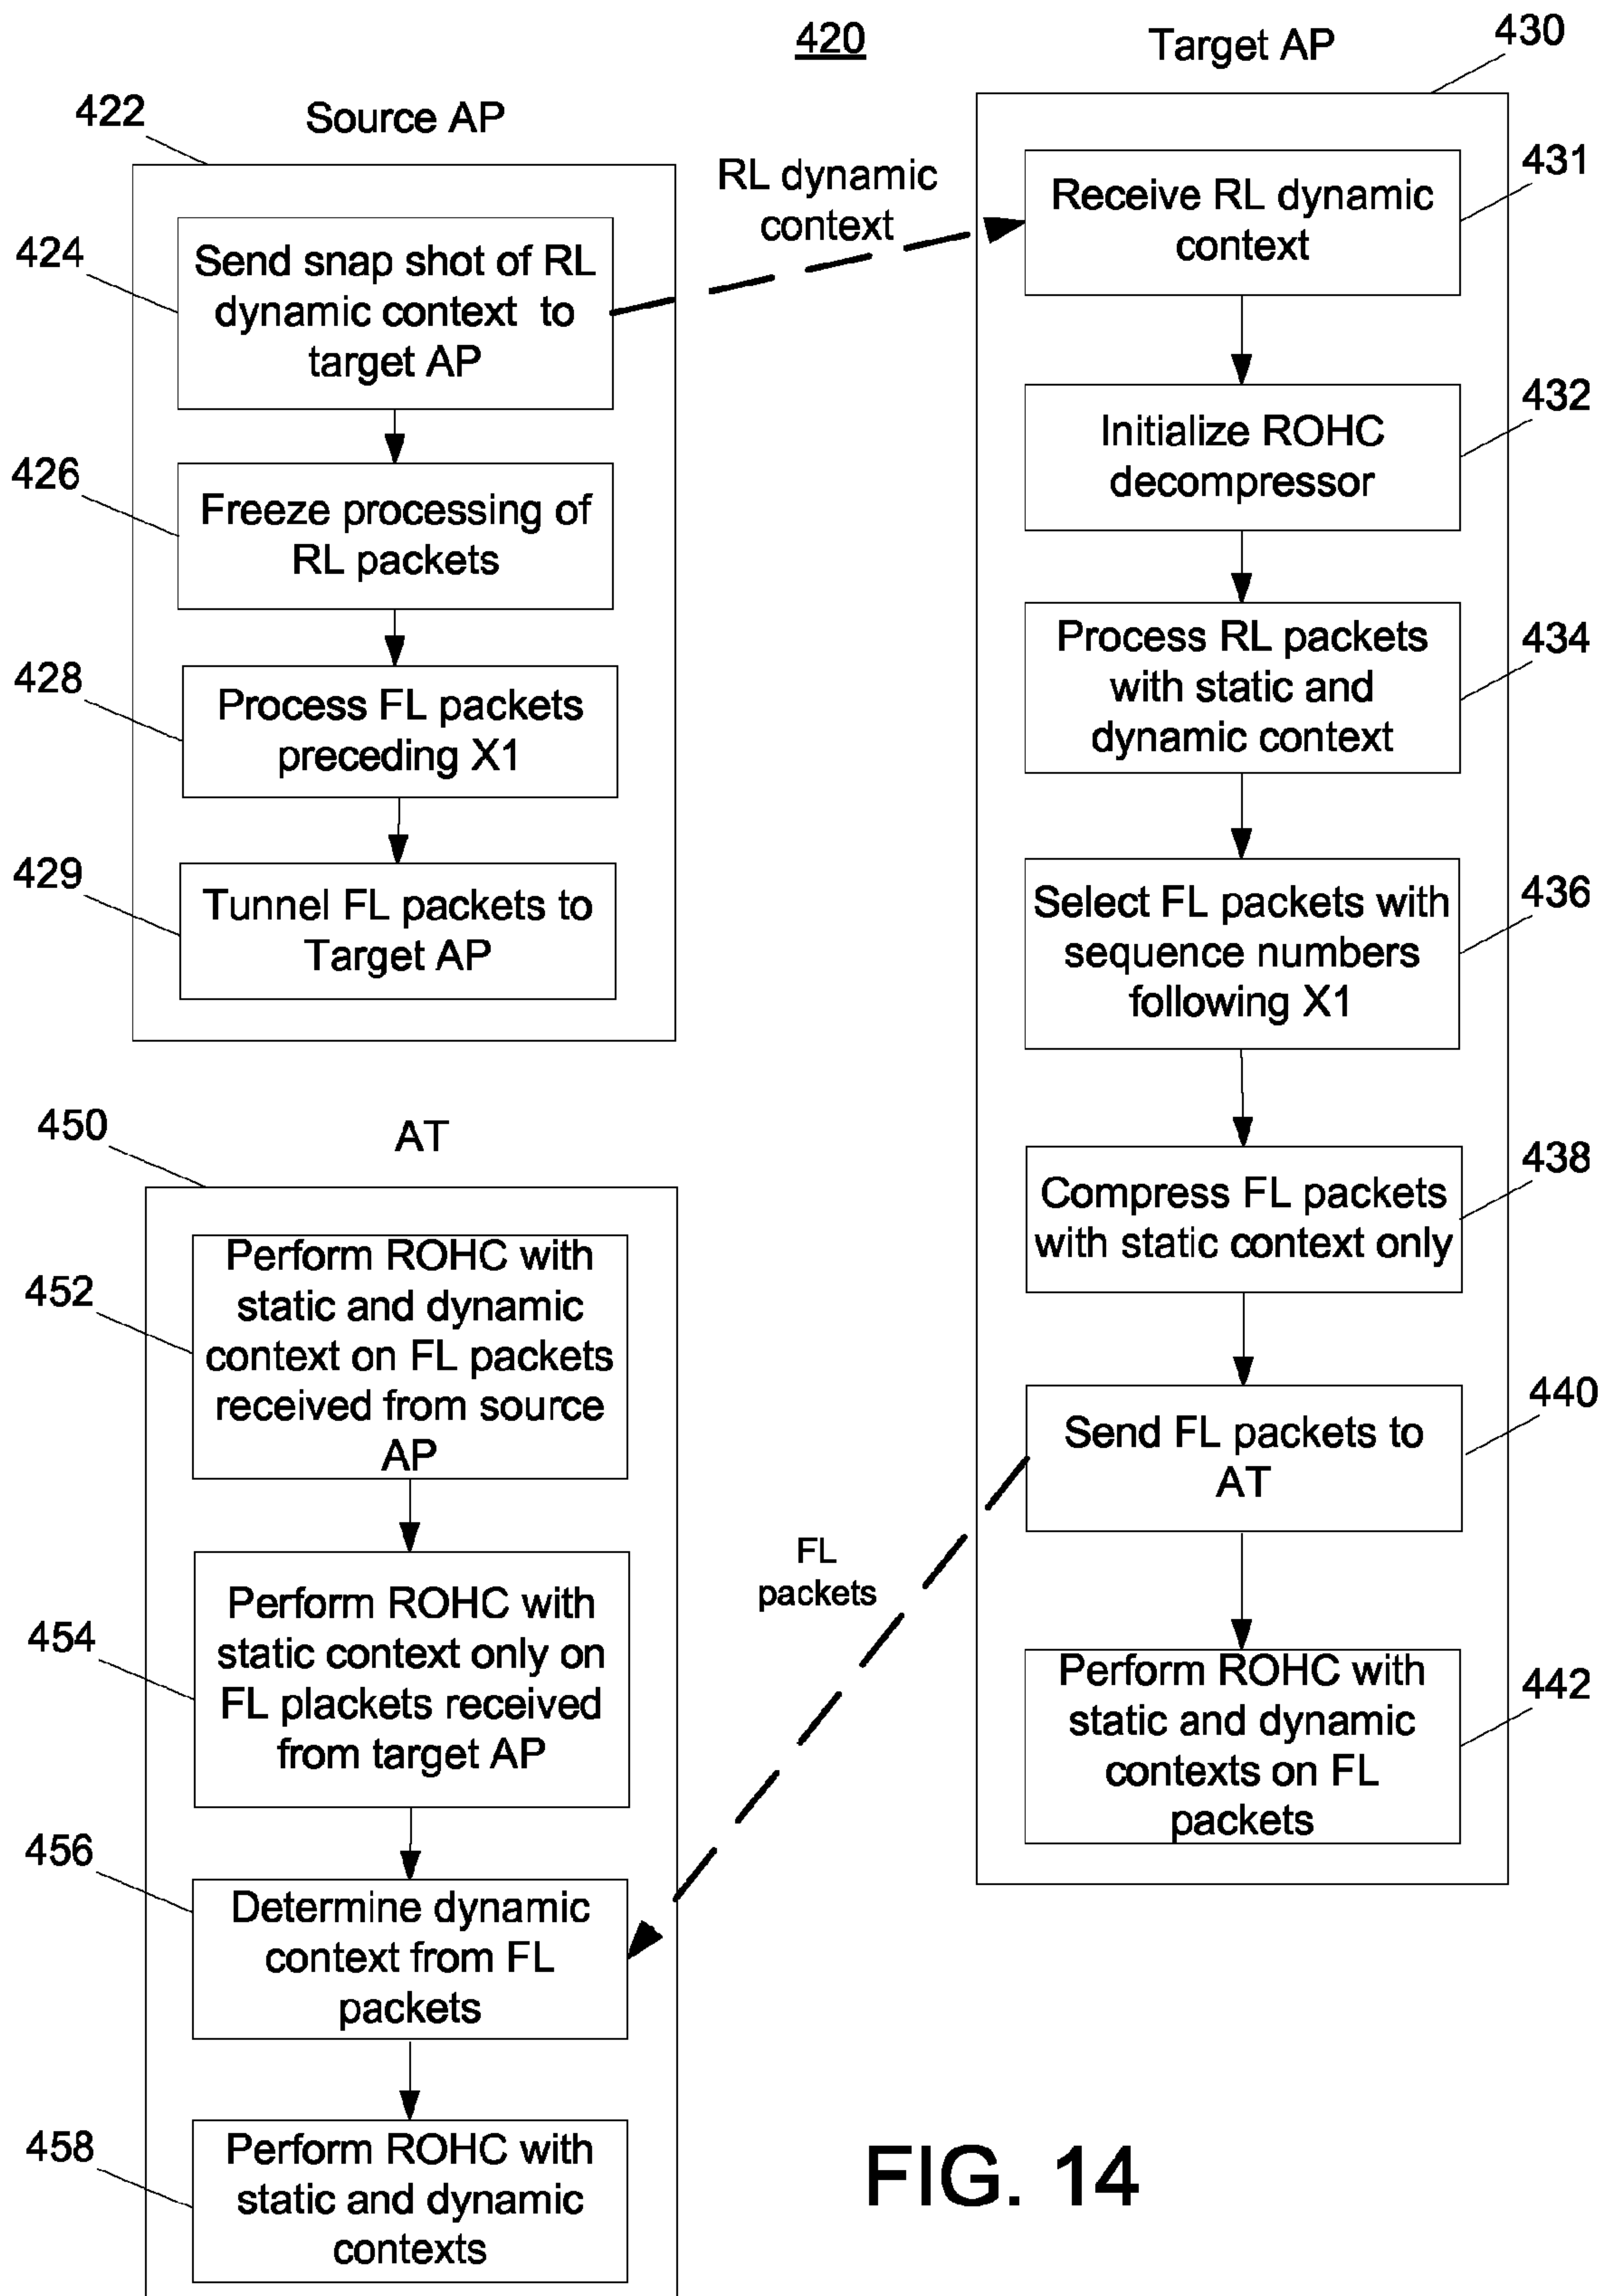 420
Source AP
422
424
Send snap shot of RL
dynamic context to
target AP
426
Freeze processing of
RL packets
428
Process FL packets
preceding X1
429
Tunnel FL packets to
Target AP
RL dynamic
context
Target AP
430
Receive RL dynamic
context
431
Initialize ROHC
decompressor
432
Process RL packets
with static and
dynamic context
434
Select FL packets with
sequence numbers
following X1
436
Compress FL packets
with static context only
438
Send FL packets to
AT
440
Perform ROHC with
static and dynamic
contexts on FL
packets
442
FL
packets
450
AT
452
Perform ROHC with
static and dynamic
context on FL packets
received from source
AP
454
Perform ROHC with
static context only on
FL plackets received
from target AP
456
Determine dynamic
context from FL
packets
458
Perform ROHC with
static and dynamic
contexts
FIG. 14